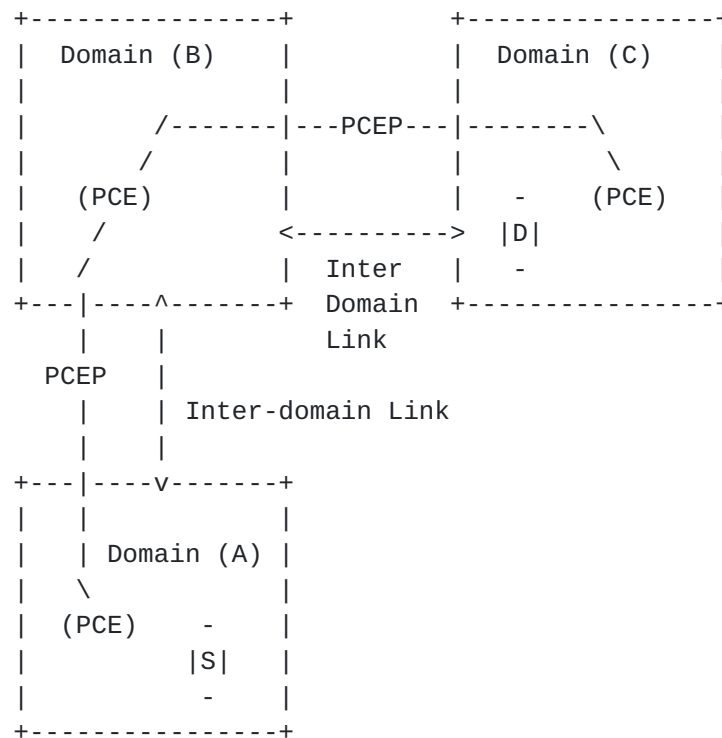 Domain (B) Domain (C)
PCEP
(PCE) - (PCE)
|D|
Inter -
Domain
Link
PCEP
Inter-domain Link
Domain (A)
(PCE) -
|S|
-